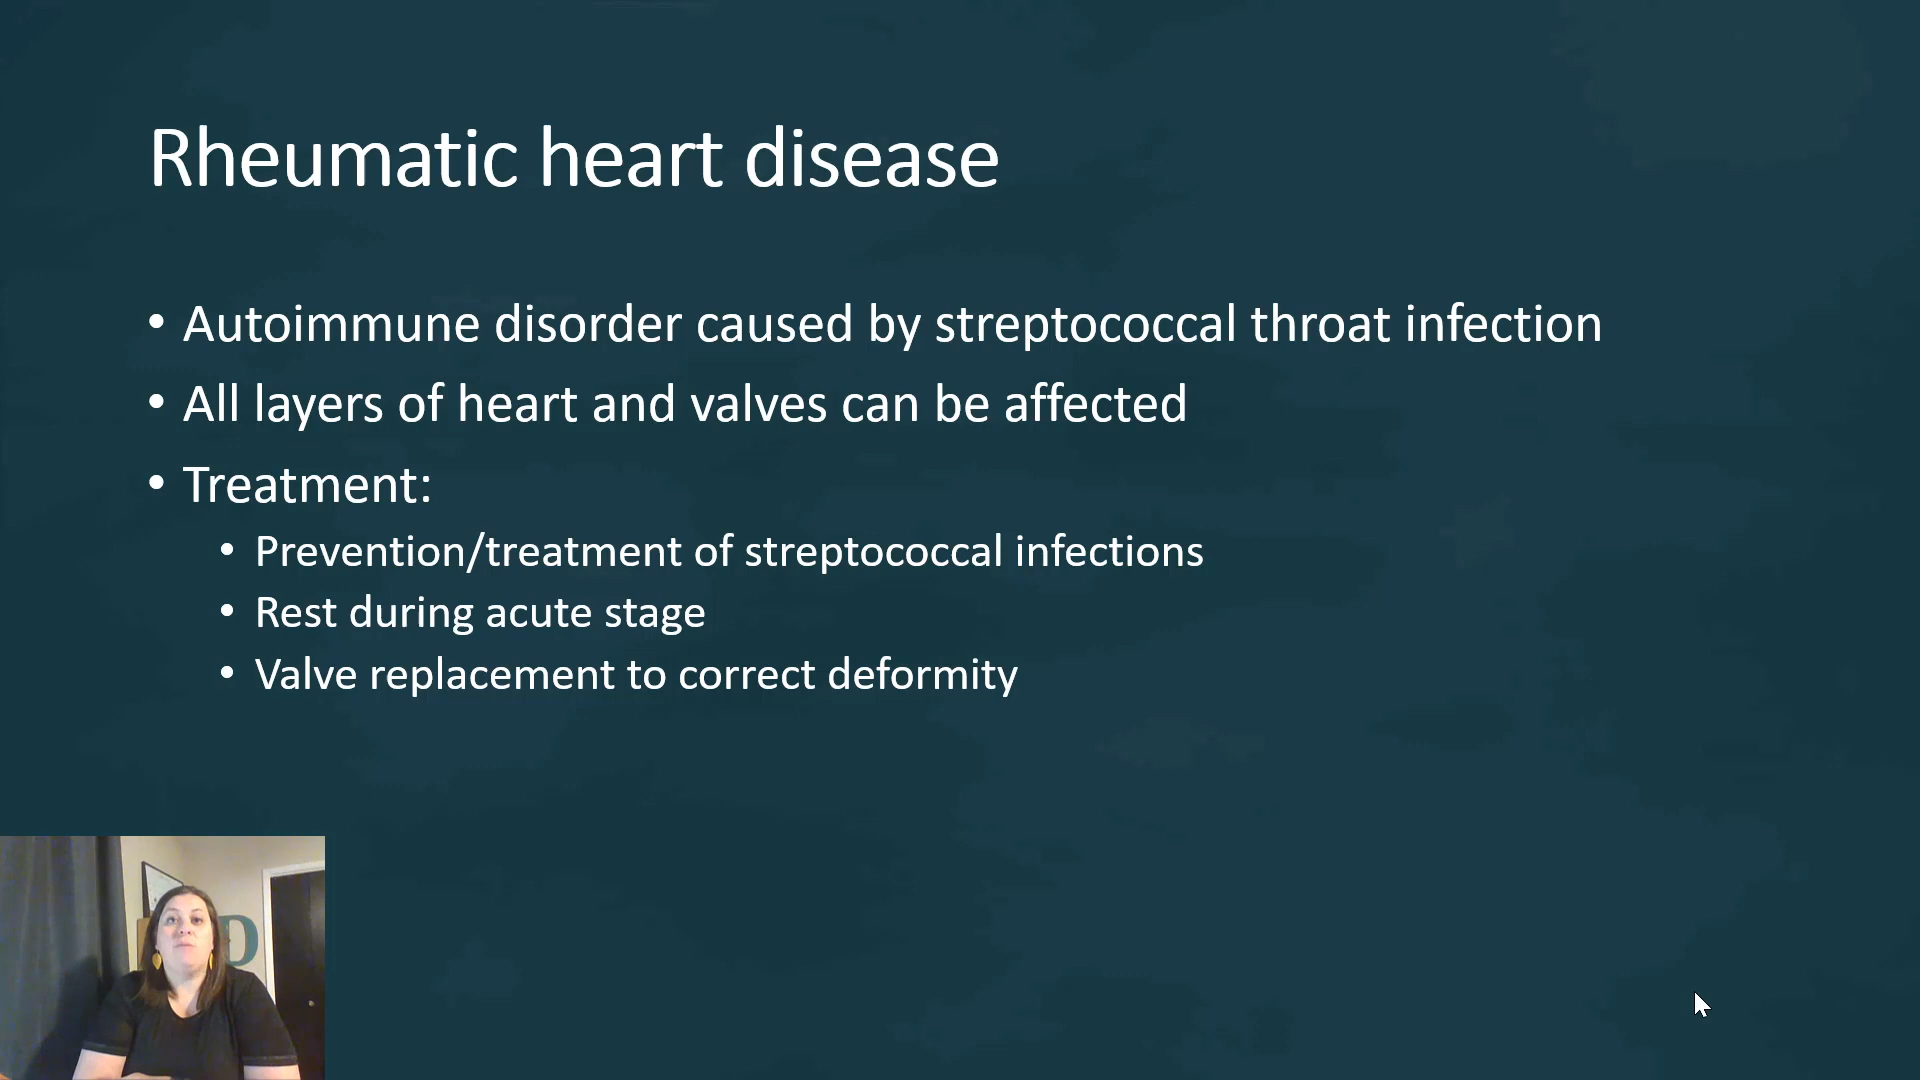 Rheumatic heart disease
• Autoimmune disorder caused by streptococcal throat infection
• All layers of heart and valves can be affected
• Treatment:
• Prevention/treatment of streptococcal infections
• Rest during acute stage
• Valve replacement to correct deformity
D